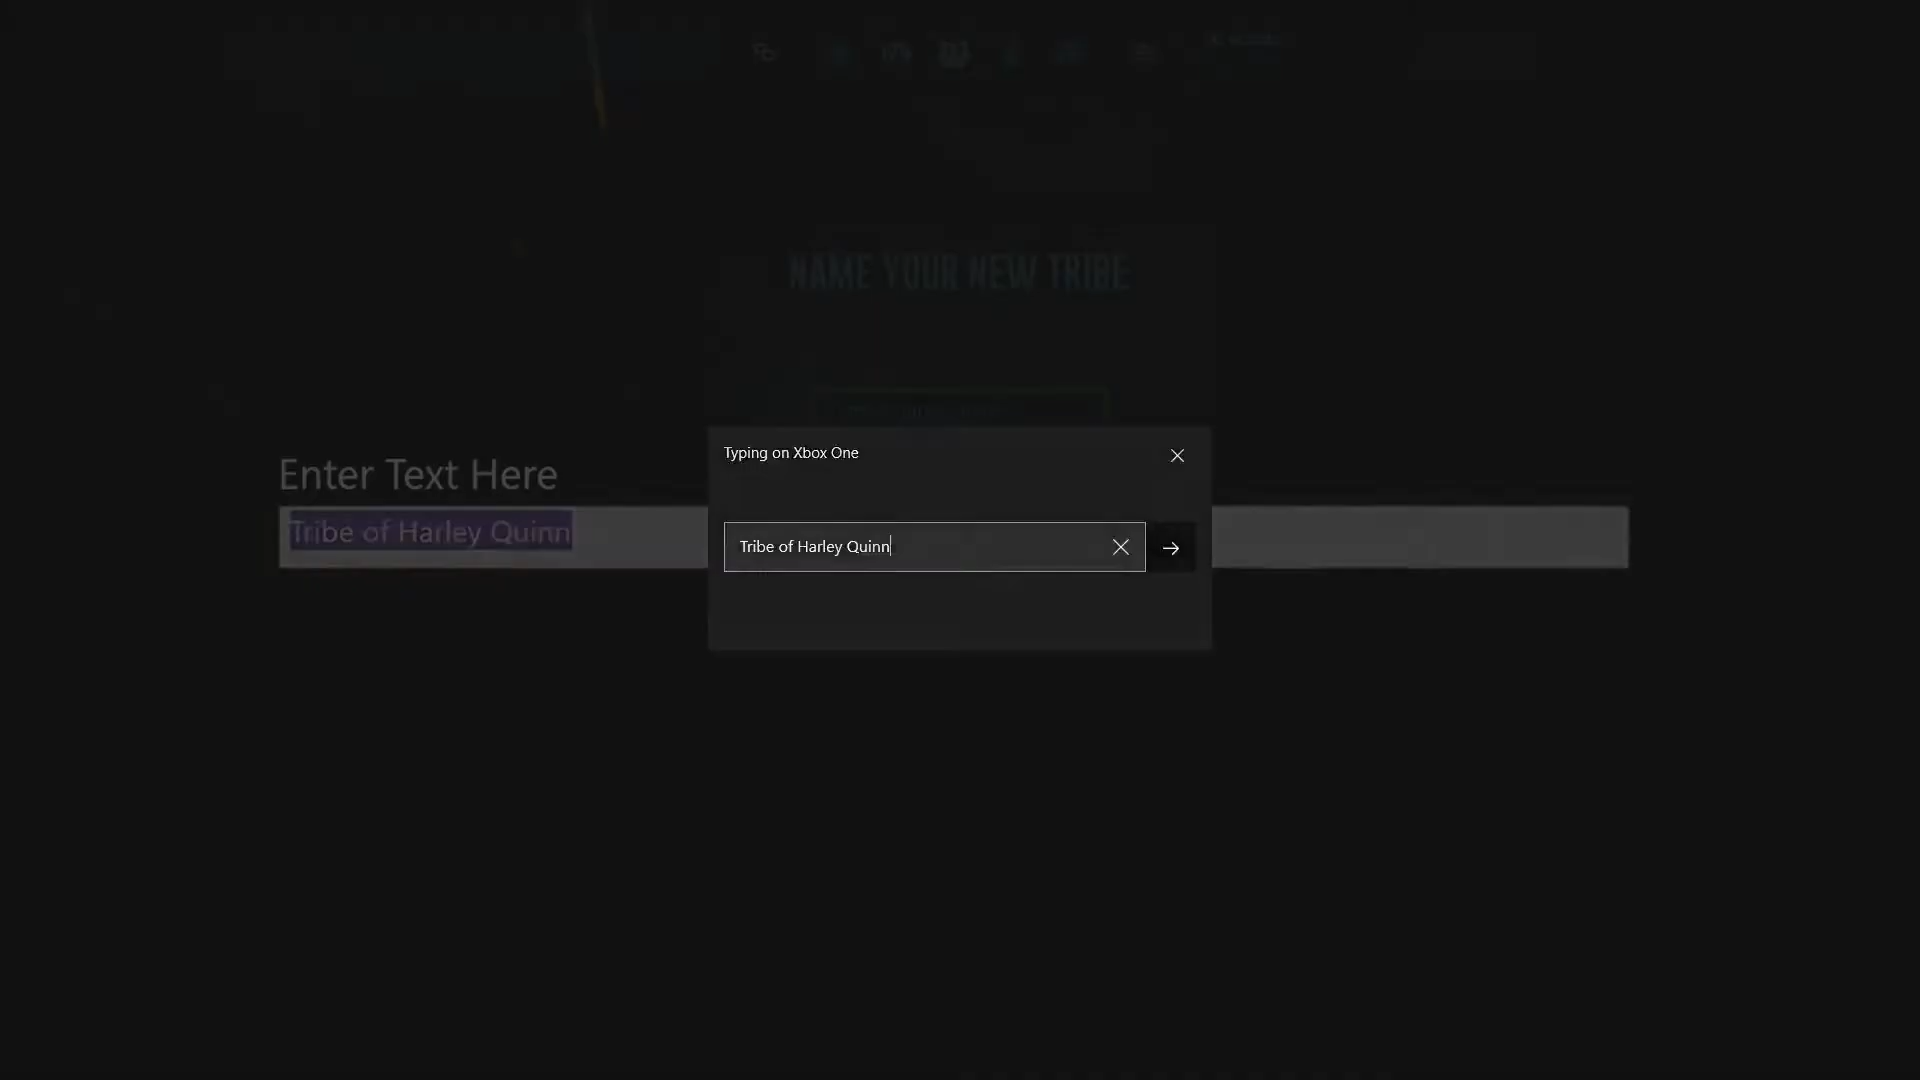 NAME YOUR NEW TRIBE
Enter Text Here
Tribe of Harley Quinn
Typing on Xbox One
Tribe of Harley Quinn